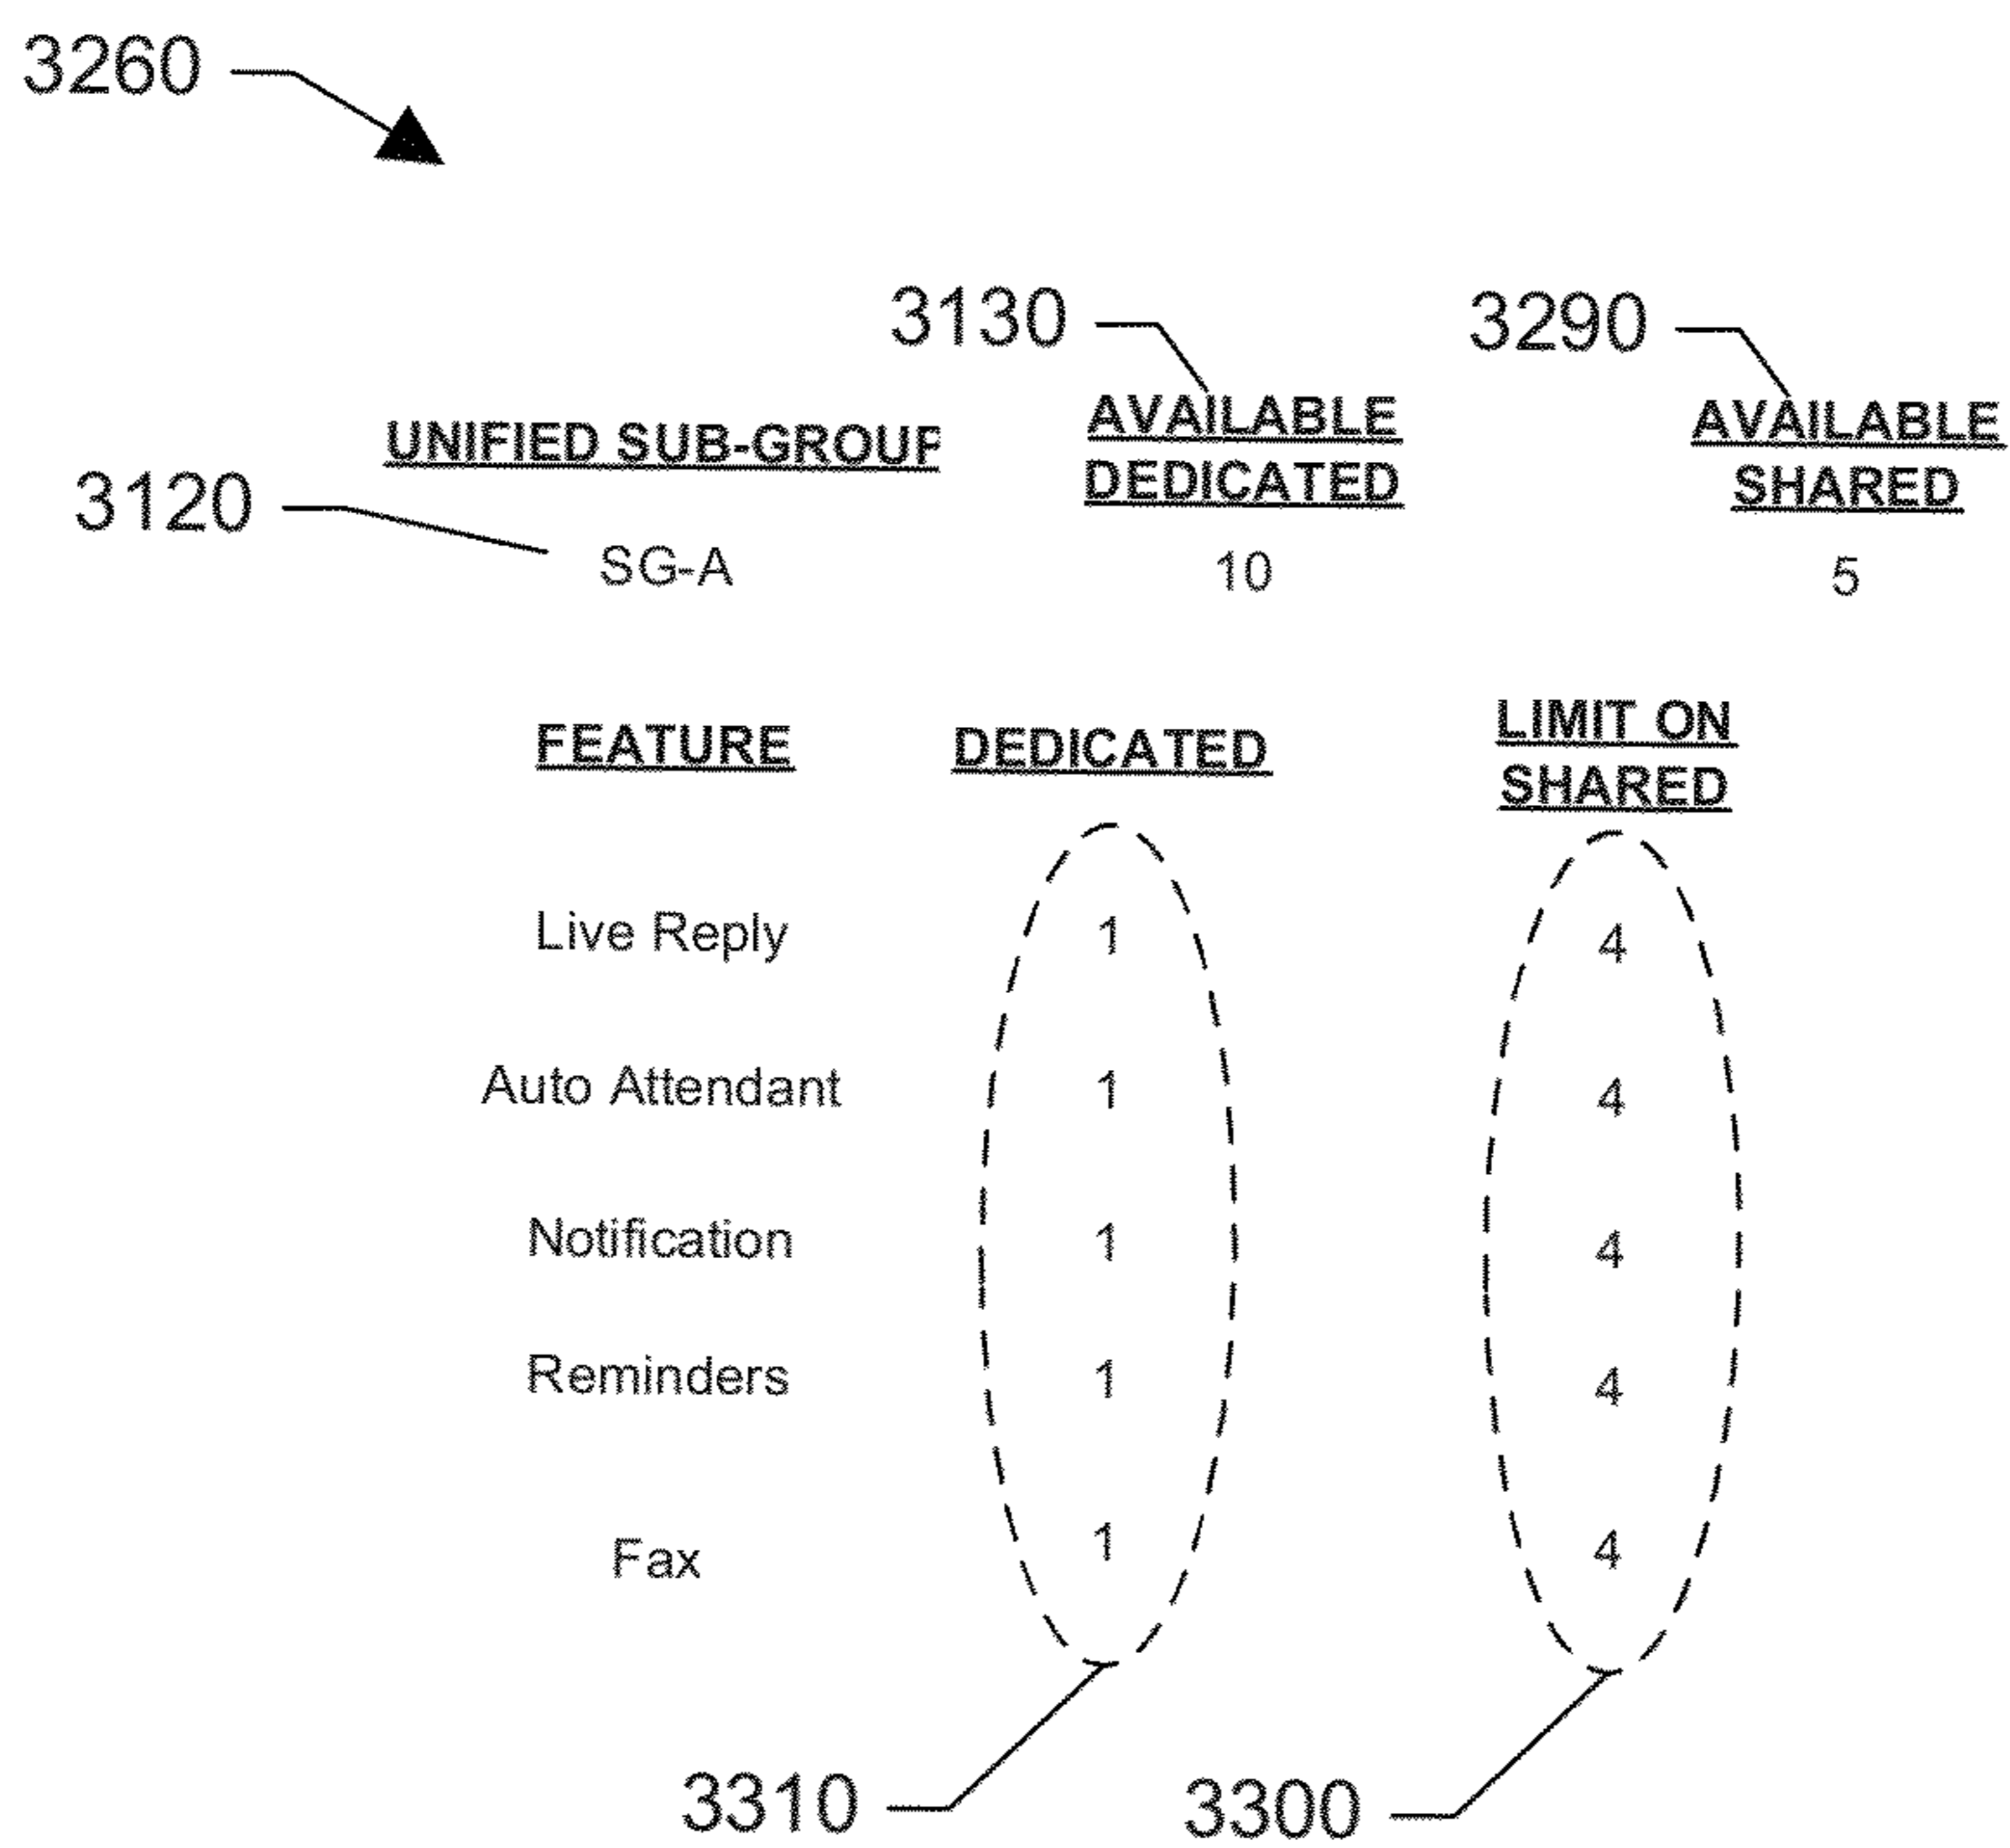 3260
3130 3290
UNIFIED SUB-GROUP AVAILABLE DEDICATED AVAILABLE SHARED
3120
SG-A 10 5
FEATURE DEDICATED LIMIT ON SHARED
Live Reply 1 4
Auto Attendant 1 4
Notification 1 4
Reminders 1 4
Fax 1 4
3310 3300